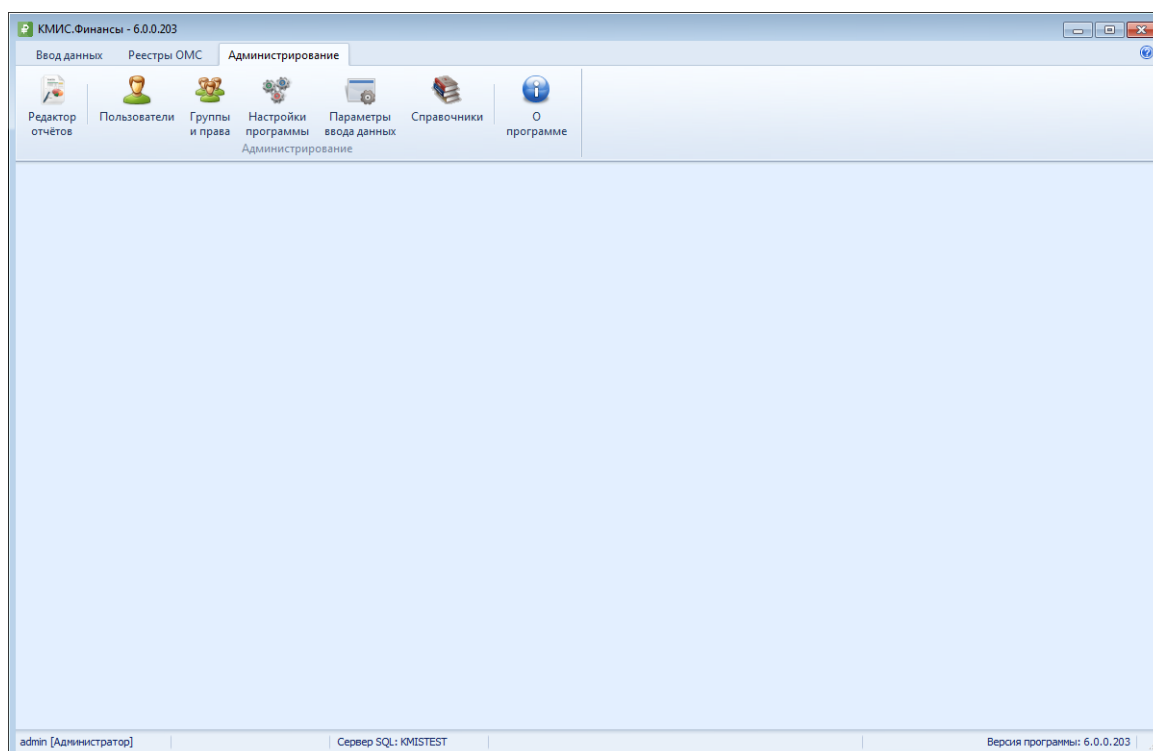 КМИС.Финансы - 6.0.0.203
Ввод данных Реестры ОМС Администрирование
Редактор отчётов
Пользователи
Группы и права
Настройки программы
Параметры ввода данных
Справочники
О программе
Администрирование
admin [Администратор] Сервер SQL: KMISTEST Версия программы: 6.0.0.203